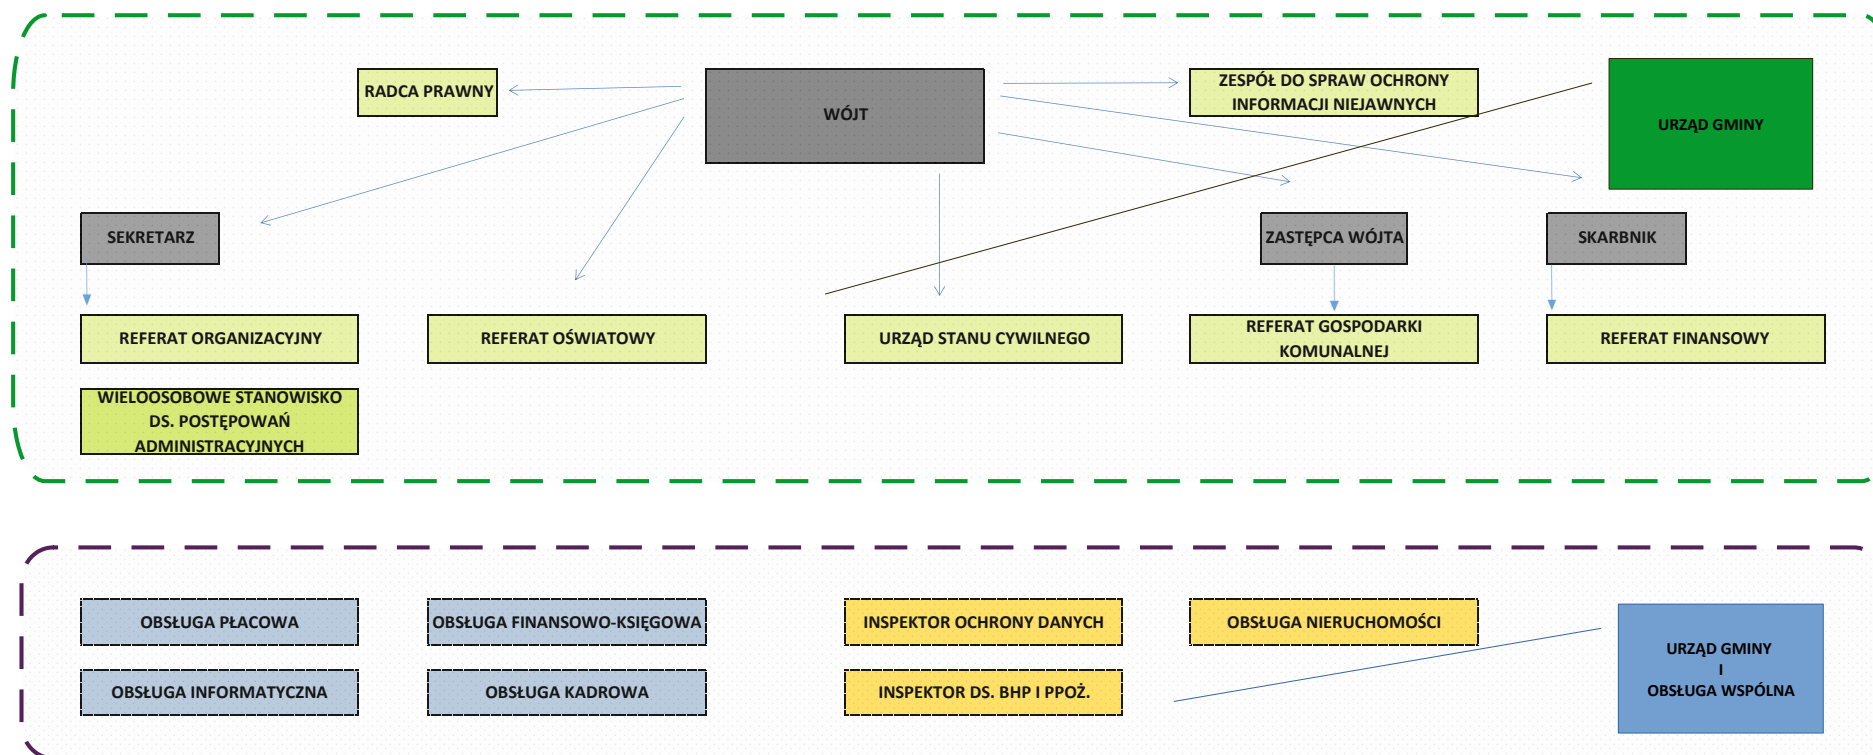 RADCA PRAWNY
WÓJT
ZESPÓŁ DO SPRAW OCHRONY
INFORMACJI NIEJAWNYCH
URZĄD GMINY
SEKRETARZ
ZASTĘPCA WÓJTA
SKARBNIK
REFERAT ORGANIZACYJNY
REFERAT OŚWIATOWY
URZĄD STANU CYWILNEGO
REFERAT GOSPODARKI
KOMUNALNEJ
REFERAT FINANSOWY
WIELOOSOBOWE STANOWISKO
DS. POSTĘPOWAŃ
ADMINISTRACYJNYCH
OBSŁUGA PŁACOWA
OBSŁUGA FINANSOWO-KSIĘGOWA
INSPEKTOR OCHRONY DANYCH
OBSŁUGA NIERUCHOMOŚCI
URZĄD GMINY
I
OBSŁUGA WSPÓLNA
OBSŁUGA INFORMATYCZNA
OBSŁUGA KADROWA
INSPEKTOR DS. BHP I PPOŻ.